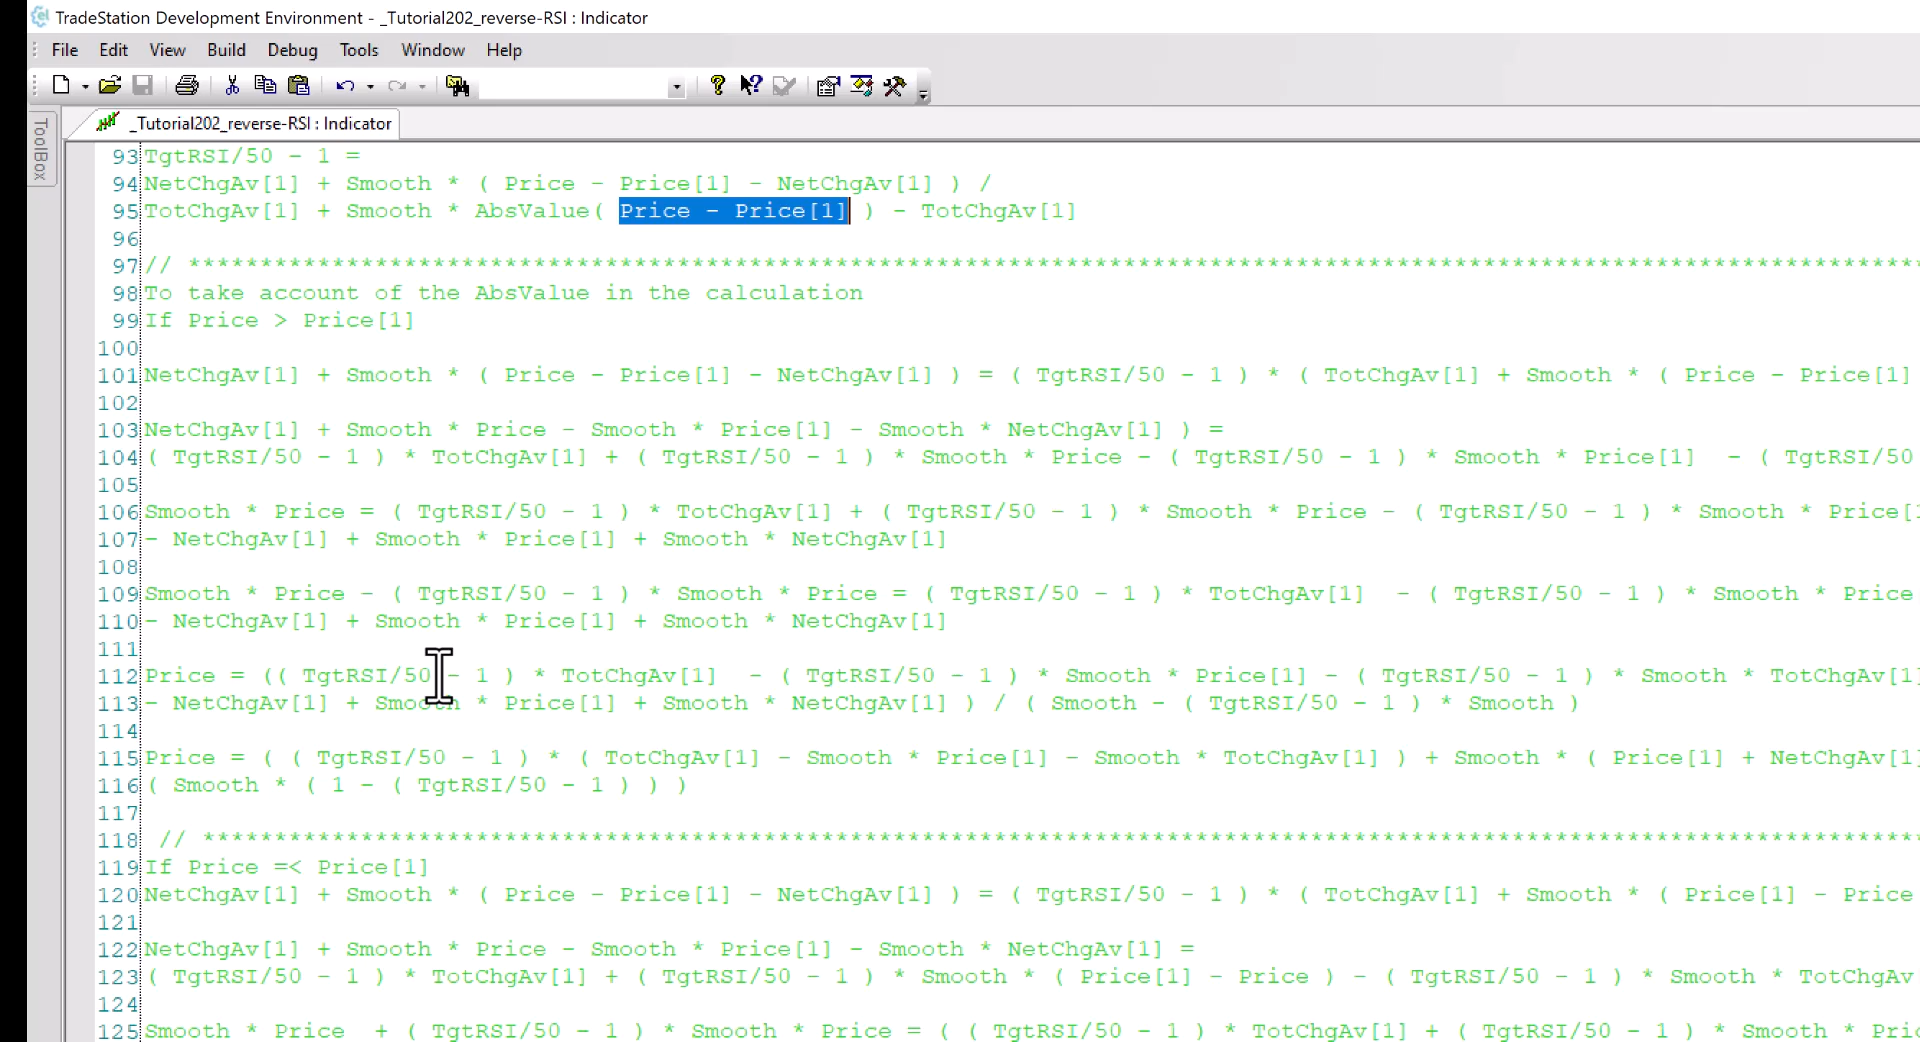 TradeStation Development Environment - _Tutorial202_reverse-RSI : Indicator
File Edit View Build Debug Tools Window Help
_Tutorial202_reverse-RSI : Indicator
ToolBox
93 TgtRSI/50 - 1 =
94 NetChgAv[1] + Smooth * ( Price - Price[1] - NetChgAv[1] ) /
95 TotChgAv[1] + Smooth * AbsValue( Price - Price[1] ) - TotChgAv[1]
96
97 // *****************************************************************************************************************************
98 To take account of the AbsValue in the calculation
99 If Price > Price[1]
100
101 NetChgAv[1] + Smooth * ( Price - Price[1] - NetChgAv[1] ) = ( TgtRSI/50 - 1 ) * ( TotChgAv[1] + Smooth * ( Price - Price[1]
102
103 NetChgAv[1] + Smooth * Price - Smooth * Price[1] - Smooth * NetChgAv[1] ) =
104 ( TgtRSI/50 - 1 ) * TotChgAv[1] + ( TgtRSI/50 - 1 ) * Smooth * Price - ( TgtRSI/50 - 1 ) * Smooth * Price[1]  - ( TgtRSI/50
105
106 Smooth * Price = ( TgtRSI/50 - 1 ) * TotChgAv[1] + ( TgtRSI/50 - 1 ) * Smooth * Price - ( TgtRSI/50 - 1 ) * Smooth * Price[1
107 - NetChgAv[1] + Smooth * Price[1] + Smooth * NetChgAv[1]
108
109 Smooth * Price - ( TgtRSI/50 - 1 ) * Smooth * Price = ( TgtRSI/50 - 1 ) * TotChgAv[1]  - ( TgtRSI/50 - 1 ) * Smooth * Price
110 - NetChgAv[1] + Smooth * Price[1] + Smooth * NetChgAv[1]
111
112 Price = (( TgtRSI/50 - 1 ) * TotChgAv[1]  - ( TgtRSI/50 - 1 ) * Smooth * Price[1] - ( TgtRSI/50 - 1 ) * Smooth * TotChgAv[1]
113 - NetChgAv[1] + Smooth * Price[1] + Smooth * NetChgAv[1] ) / ( Smooth - ( TgtRSI/50 - 1 ) * Smooth )
114
115 Price = ( ( TgtRSI/50 - 1 ) * ( TotChgAv[1] - Smooth * Price[1] - Smooth * TotChgAv[1] ) + Smooth * ( Price[1] + NetChgAv[1]
116 ( Smooth * ( 1 - ( TgtRSI/50 - 1 ) ) )
117
118 // ************************************************************************************************************************
119 If Price =< Price[1]
120 NetChgAv[1] + Smooth * ( Price - Price[1] - NetChgAv[1] ) = ( TgtRSI/50 - 1 ) * ( TotChgAv[1] + Smooth * ( Price[1] - Price
121
122 NetChgAv[1] + Smooth * Price - Smooth * Price[1] - Smooth * NetChgAv[1] =
123 ( TgtRSI/50 - 1 ) * TotChgAv[1] + ( TgtRSI/50 - 1 ) * Smooth * ( Price[1] - Price ) - ( TgtRSI/50 - 1 ) * Smooth * TotChgAv
124
125 Smooth * Price  + ( TgtRSI/50 - 1 ) * Smooth * Price = ( ( TgtRSI/50 - 1 ) * TotChgAv[1] + ( TgtRSI/50 - 1 ) * Smooth * Pric